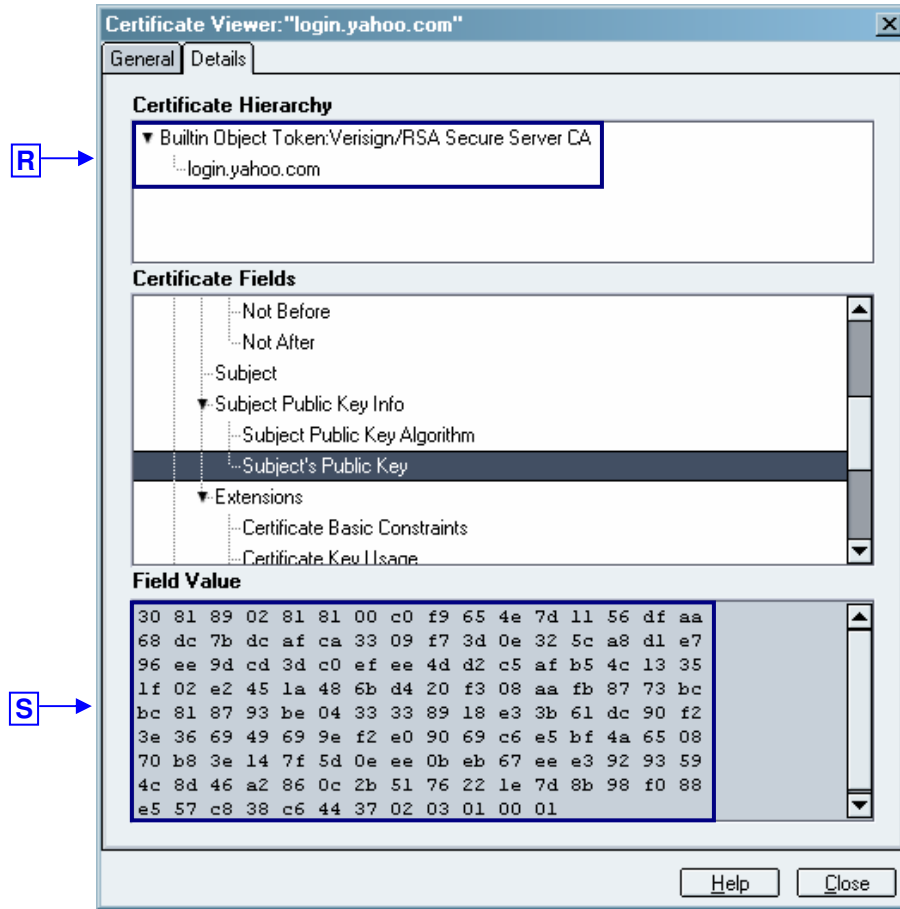 Certificate Viewer:"login.yahoo.com"
General Details
Certificate Hierarchy
R
Builtin Object Token:Verisign/RSA Secure Server CA
login.yahoo.com
Certificate Fields
Not Before
Not After
Subject
Subject Public Key Info
Subject Public Key Algorithm
Subject's Public Key
Extensions
Certificate Basic Constraints
Certificate Key Usage
Field Value
S
30 81 89 02 81 81 00 c0 f9 65 4e 7d 11 56 df aa
68 dc 7b dc af ca 33 09 f7 3d 0e 32 5c a8 d1 e7
96 ee 9d cd 3d c0 ef ee 4d d2 c5 af b5 4c 13 35
1f 02 e2 45 1a 48 6b d4 20 f3 08 aa fb 87 73 bc
bc 81 87 93 be 04 33 33 89 18 e3 3b 61 dc 90 f2
3e 36 69 49 69 9e f2 e0 90 69 c6 e5 bf 4a 65 08
70 b8 3e 14 7f 5d 0e ee 0b eb 67 ee e3 92 93 59
4c 8d 46 a2 86 0c 2b 51 76 22 1e 7d 8b 98 f0 88
e5 57 c8 38 c6 44 37 02 03 01 00 01
Help Close